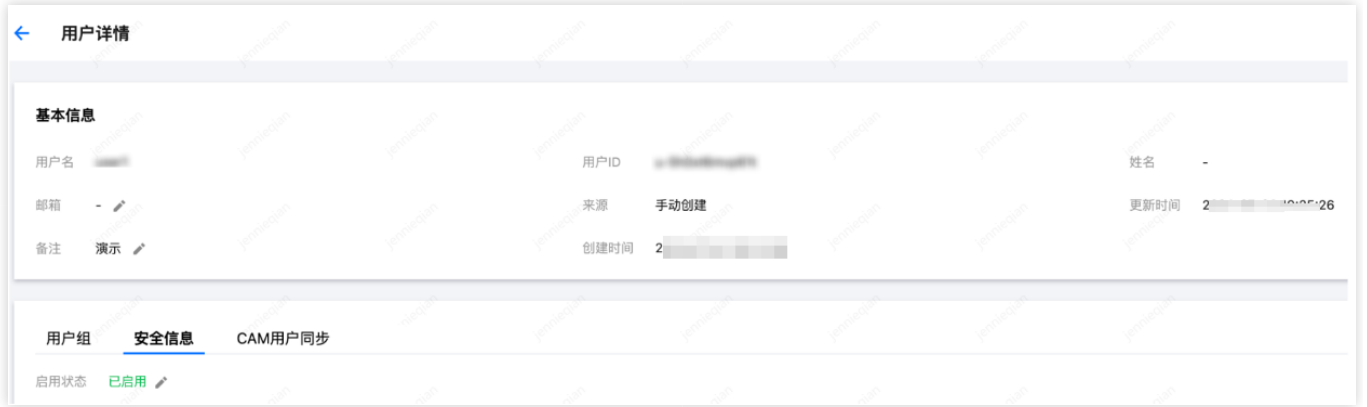 用户详情
基本信息
用户名 用户ID 姓名 -
邮箱 - 来源 手动创建 更新时间 2 26
备注 演示 创建时间 2
用户组 安全信息 CAM用户同步
启用状态 已启用